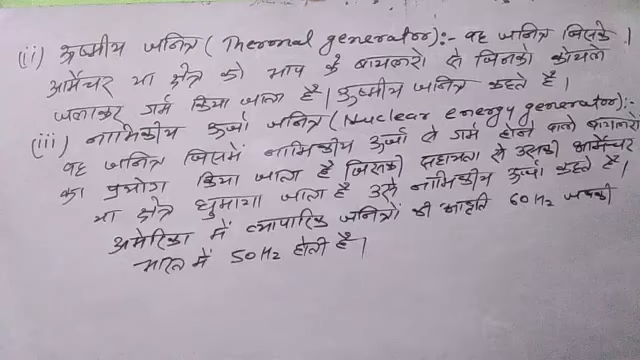 (ii) ऊष्मीय जनित्र (Thermal generator):- वह जनित्र जिसके
आर्मेचर या क्षेत्र को भाप के बायलरो से जिनको कोयले
जलाकर गर्म किया जाता है। ऊष्मीय जनित्र कहते है।
(iii) नाभिकीय ऊर्जा जनित्र (Nuclear energy generator):-
वह जनित्र जिसमें नाभिकीय ऊर्जा से गर्म होने वाले बायलरों
का प्रयोग किया जाता है जिसकी सहायता से उसकी आर्मेचर
या क्षेत्र घुमाया जाता है उसे नाभिकीय ऊर्जा कहते है।
अमेरिका में व्यापारिक जनित्रों की आवृति 60Hz जबकी
भारत में 50Hz होती है।